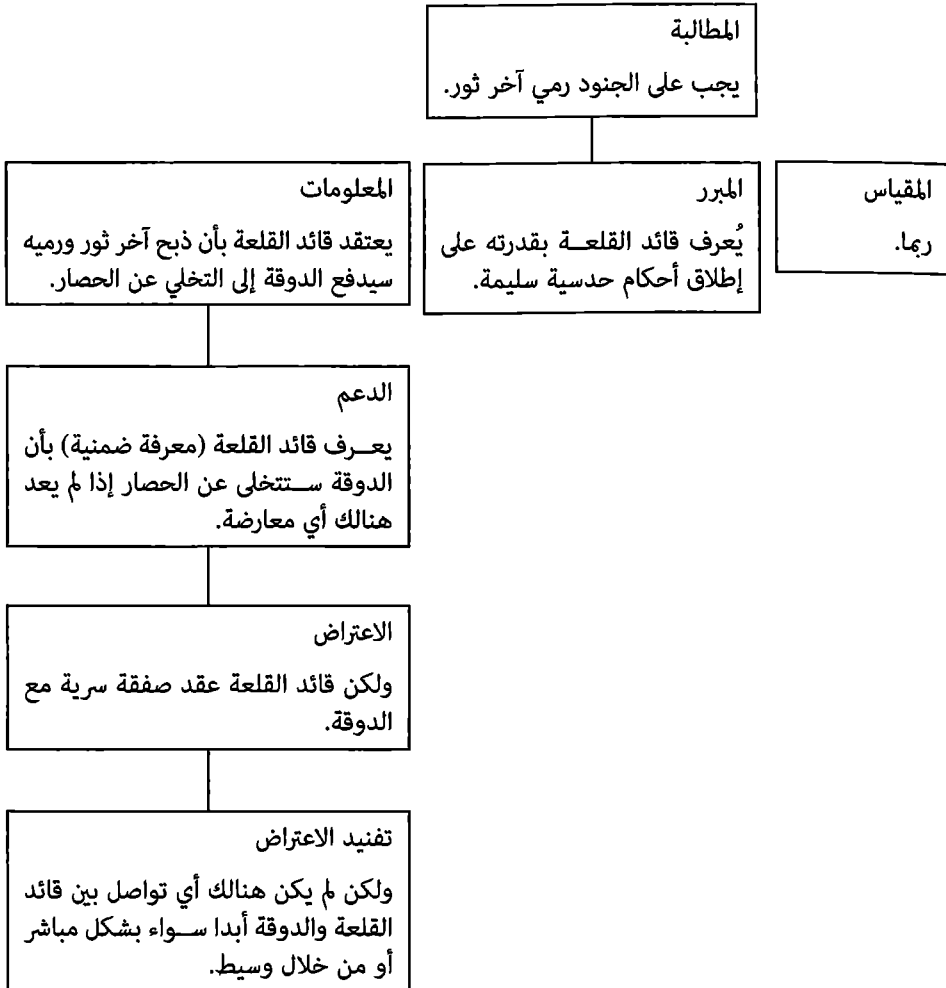 المطالبة
يجب على الجنود رمي آخر ثور.
المقياس
ربما.
المبرر
يُعرف قائد القلعة بقدرته على
إطلاق أحكام حدسية سليمة.
المعلومات
يعتقد قائد القلعة بأن ذبح آخر ثور ورميه
سيدفع الدوقة إلى التخلي عن الحصار.
الدعم
يعرف قائد القلعة (معرفة ضمنية) بأن
الدوقة ستتخلى عن الحصار إذا لم يعد
هنالك أي معارضة.
الاعتراض
ولكن قائد القلعة عقد صفقة سرية مع
الدوقة.
تفنيد الاعتراض
ولكن لم يكن هنالك أي تواصل بين قائد
القلعة والدوقة أبدا سواء بشكل مباشر
أو من خلال وسيط.